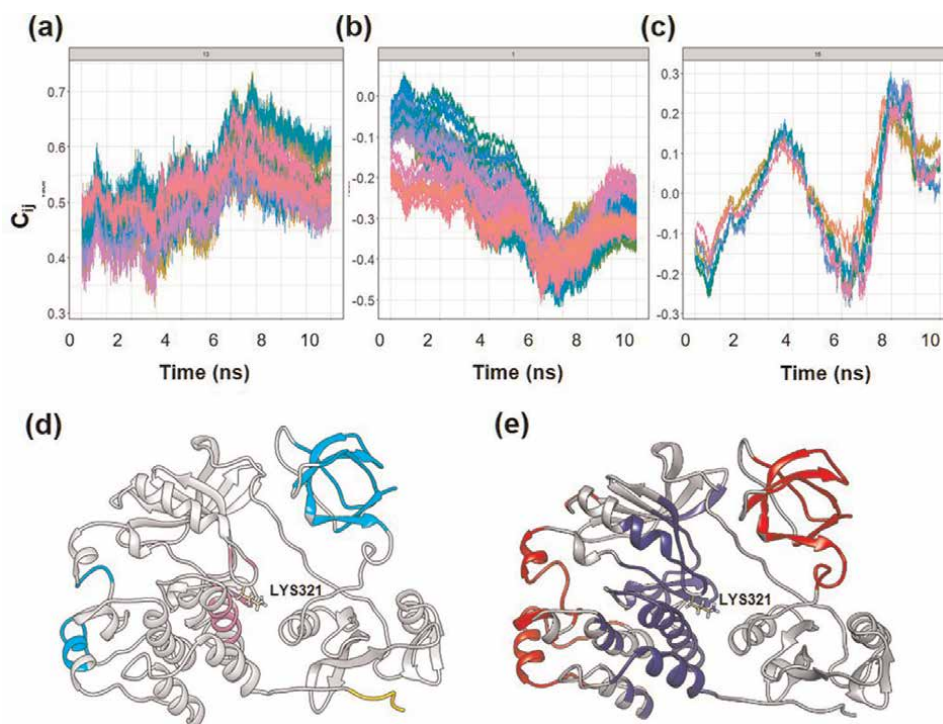 (a) (b) (c)
13 1 15
0.7 0.6 0.5 0.4 0.3
0.0 -0.1 -0.2 -0.3 -0.4 -0.5
0.3 0.2 0.1 0.0 -0.1 -0.2 -0.3
Cij
0 2 4 6 8 10 0 2 4 6 8 10 0 2 4 6 8 10
Time (ns) Time (ns) Time (ns)
(d) (e)
LYS321 LYS321